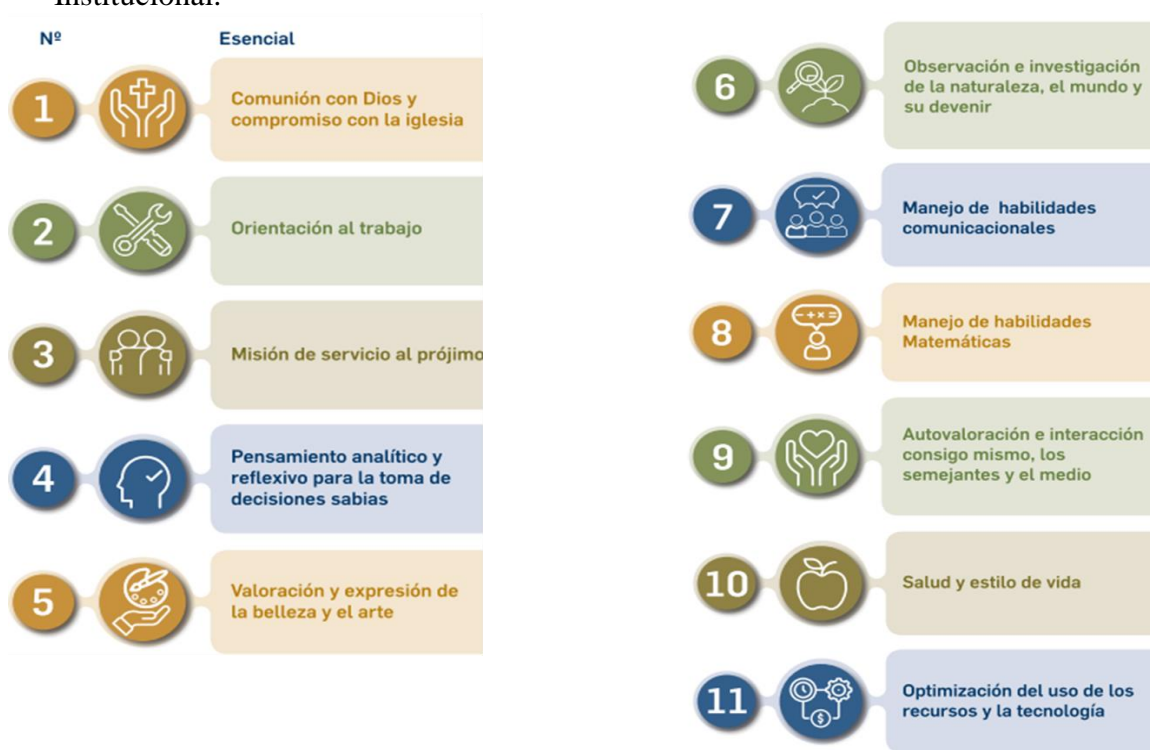 Institucional.
Nº Esencial
1
Comunión con Dios y
compromiso con la iglesia
2
Orientación al trabajo
3
Misión de servicio al prójimo
4
Pensamiento analítico y
reflexivo para la toma de
decisiones sabias
5
Valoración y expresión de
la belleza y el arte
6
Observación e investigación
de la naturaleza, el mundo y
su devenir
7
Manejo de habilidades
comunicacionales
8
Manejo de habilidades
Matemáticas
9
Autovaloración e interacción
consigo mismo, los
semejantes y el medio
10
Salud y estilo de vida
11
Optimización del uso de los
recursos y la tecnología